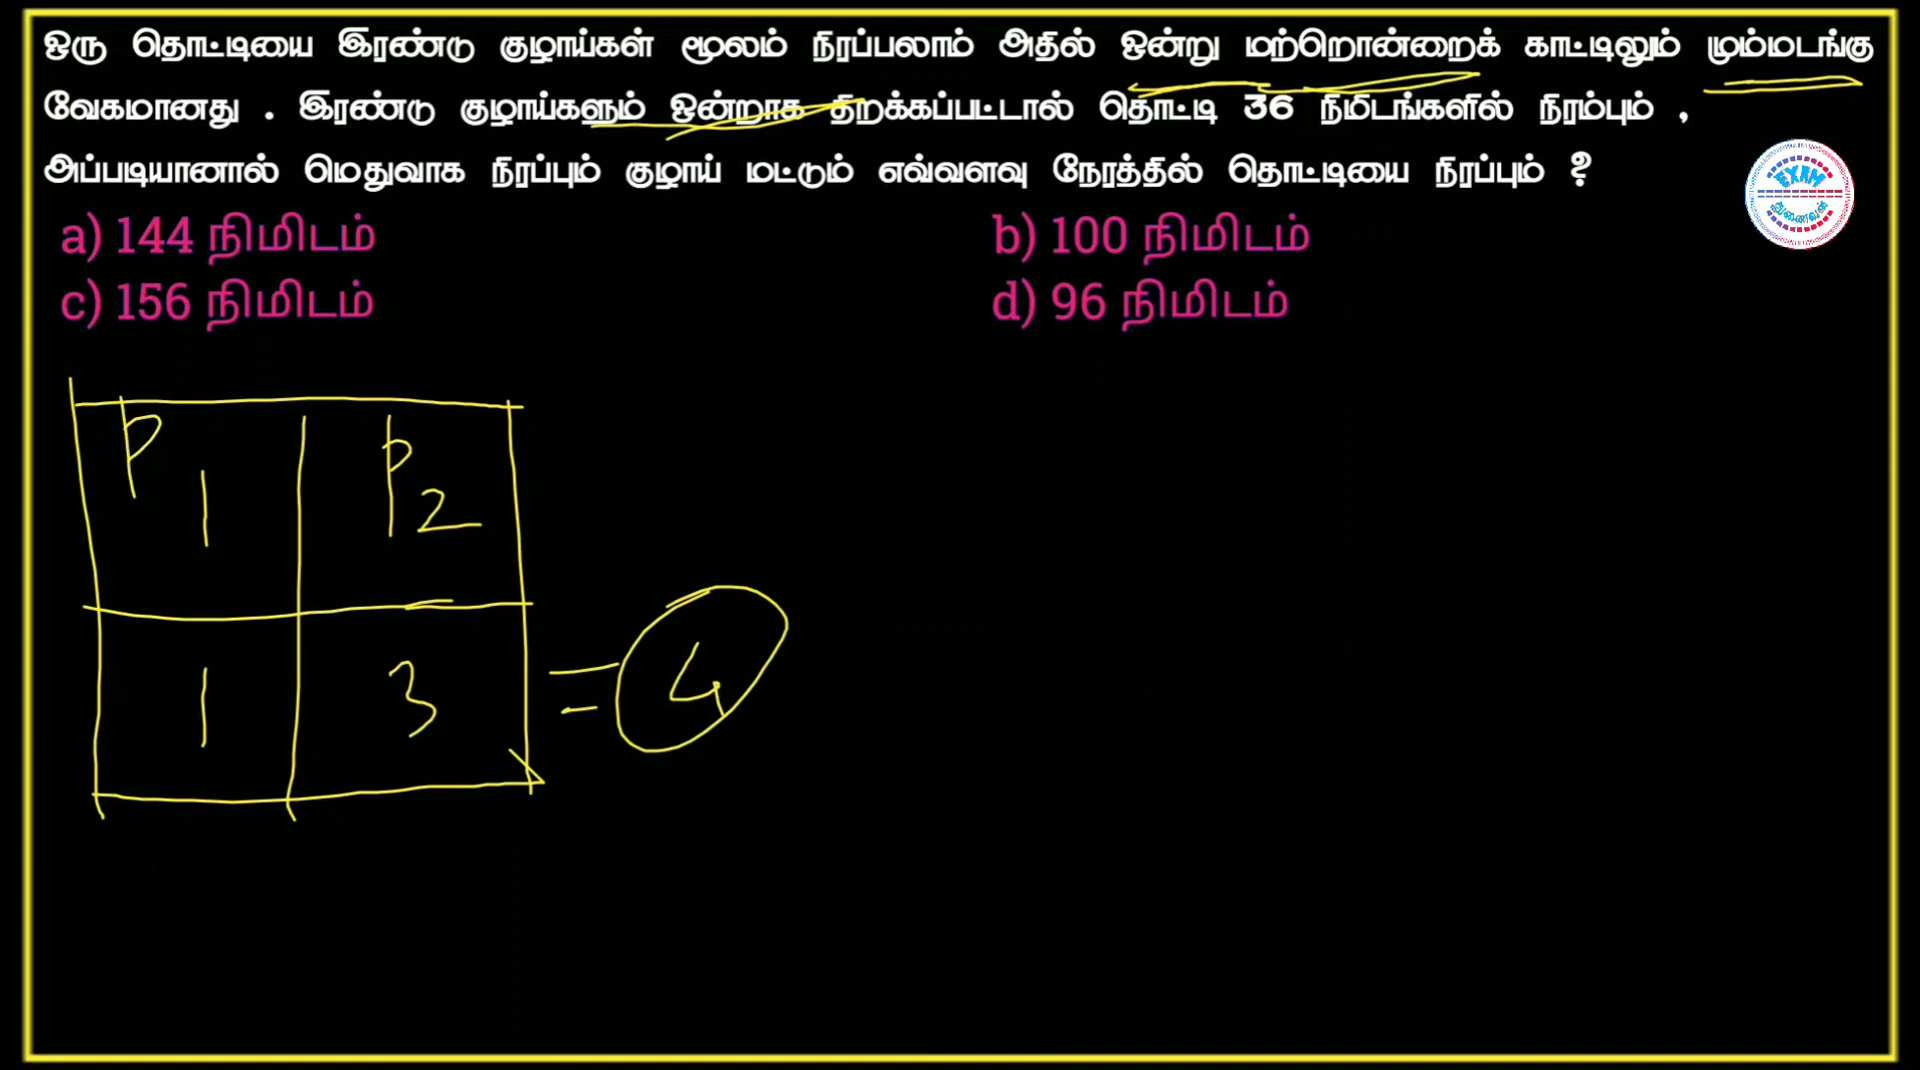 ஒரு தொட்டியை இரண்டு குழாய்கள் மூலம் நிரப்பலாம் அதில் ஒன்று மற்றொன்றைக் காட்டிலும் மும்மடங்கு
வேகமானது . இரண்டு குழாய்களும் ஒன்றாக திறக்கப்பட்டால் தொட்டி 36 நிமிடங்களில் நிரம்பும் ,
அப்படியானால் மெதுவாக நிரப்பும் குழாய் மட்டும் எவ்வளவு நேரத்தில் தொட்டியை நிரப்பும் ?
EXAM
a) 144 நிமிடம் b) 100 நிமிடம்
c) 156 நிமிடம் d) 96 நிமிடம்
P1 P2
1 3 = 4